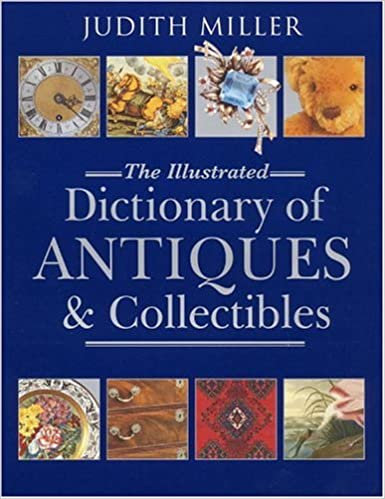 JUDITH MILLER
The Illustrated
Dictionary of
ANTIQUES
& Collectibles